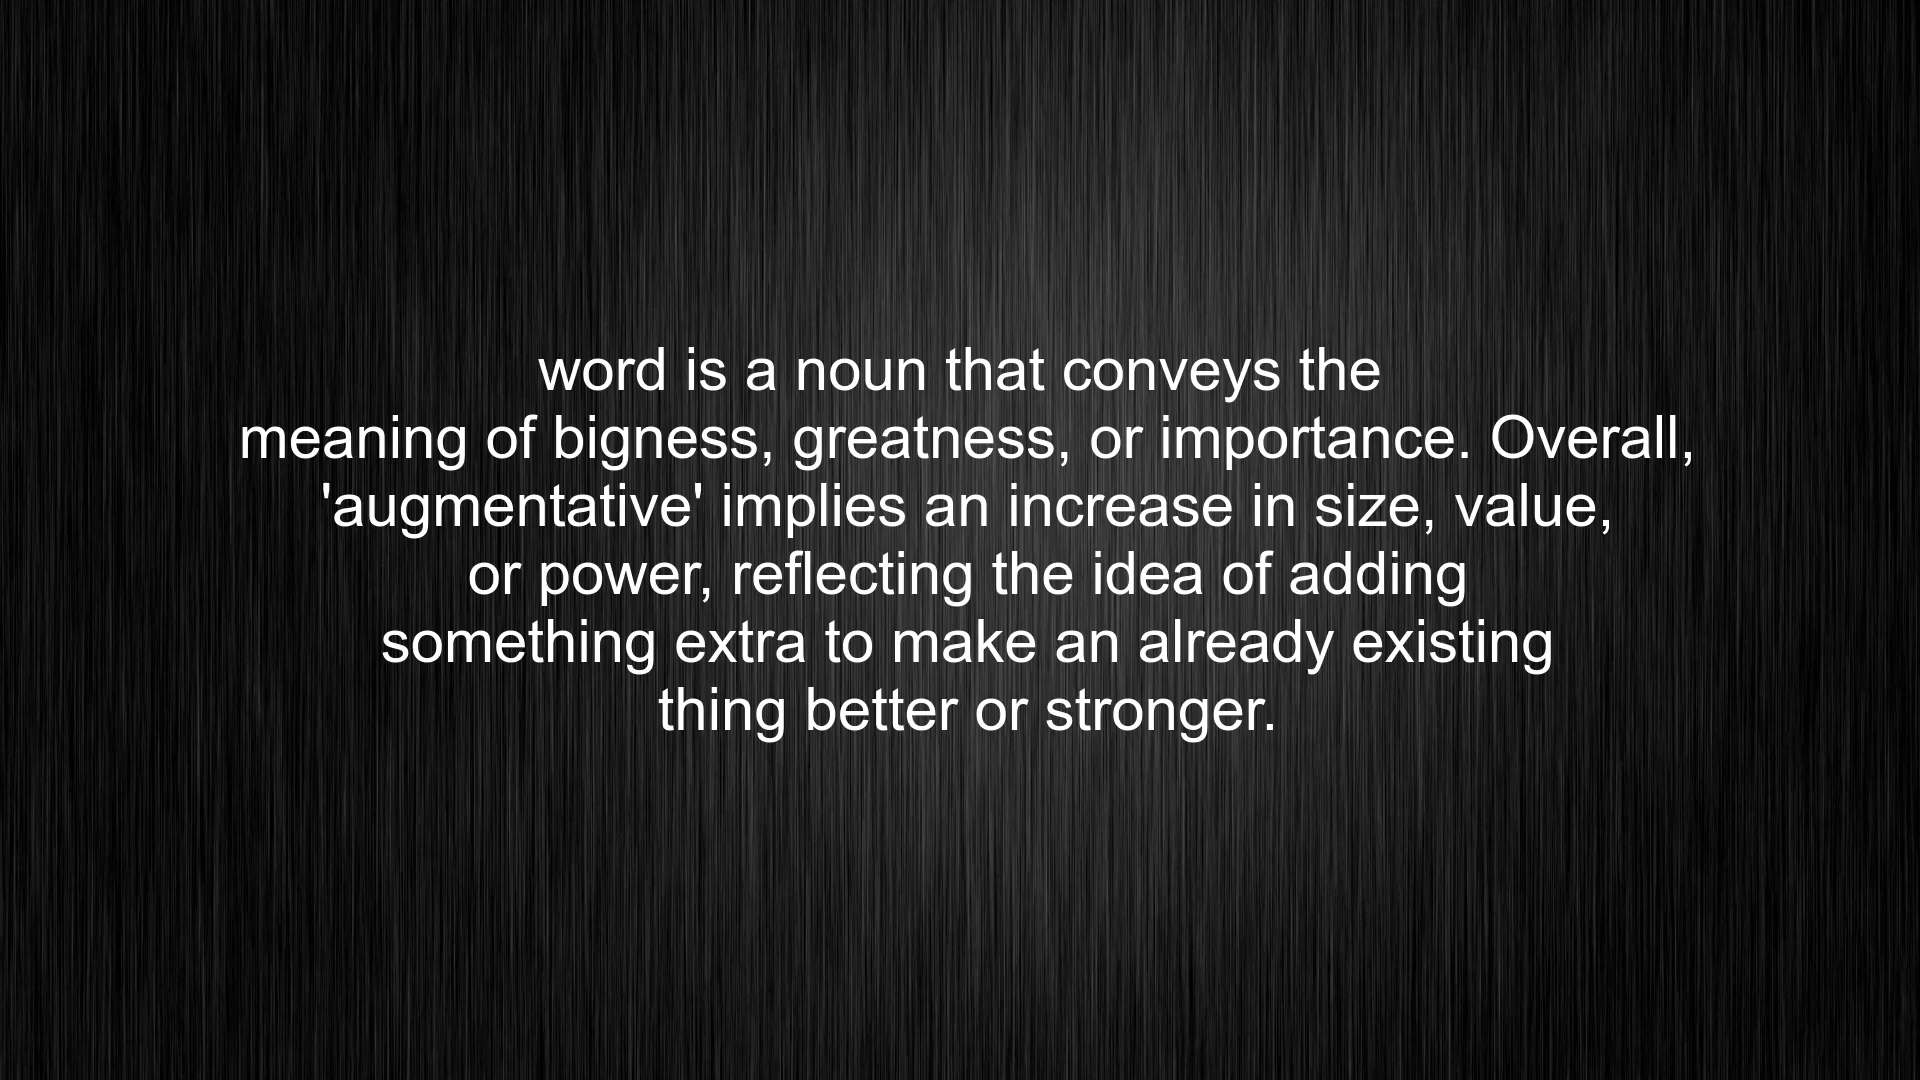 word is a noun that conveys the
meaning of bigness, greatness, or importance. Overall,
'augmentative' implies an increase in size, value,
or power, reflecting the idea of adding
something extra to make an already existing
thing better or stronger.